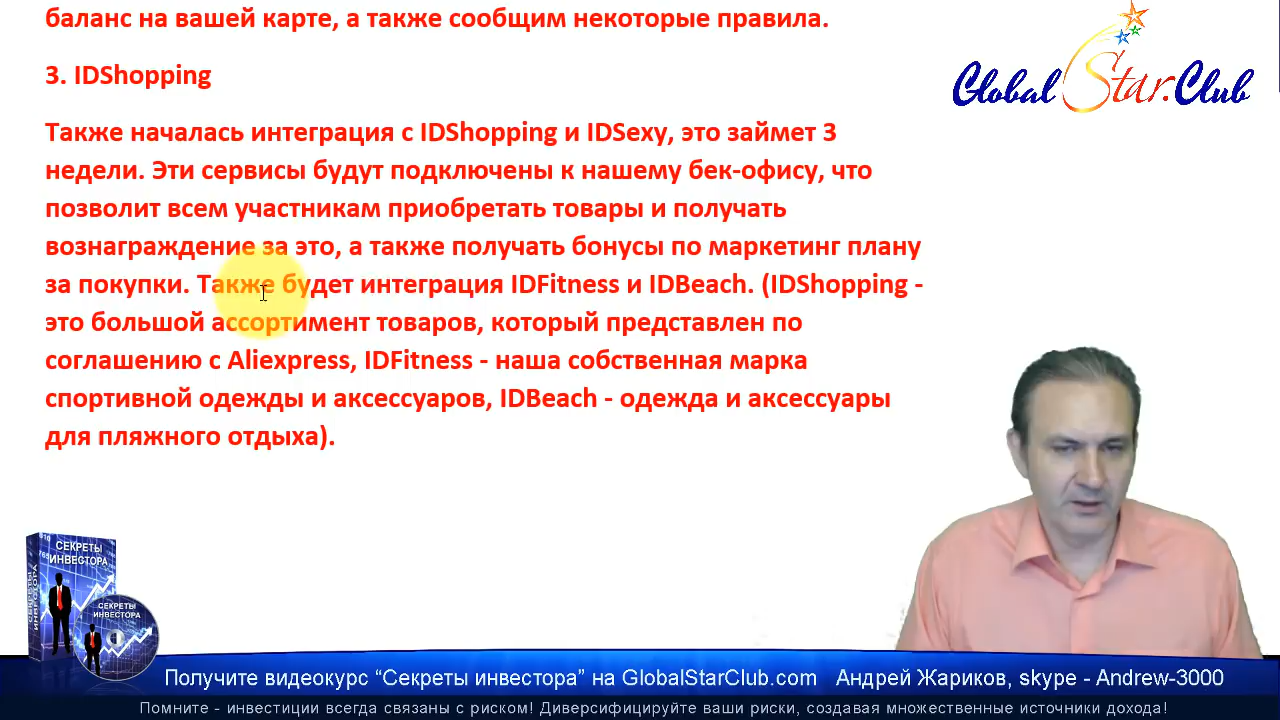 баланс на вашей карте, а также сообщим некоторые правила.
3. IDShopping
Также началась интеграция с IDShopping и IDSexy, это займет 3
недели. Эти сервисы будут подключены к нашему бек-офису, что
позволит всем участникам приобретать товары и получать
вознаграждение за это, а также получать бонусы по маркетинг плану
за покупки. Также будет интеграция IDFitness и IDBeach. (IDShopping -
это большой ассортимент товаров, который представлен по
соглашению с Aliexpress, IDFitness - наша собственная марка
спортивной одежды и аксессуаров, IDBeach - одежда и аксессуары
для пляжного отдыха).
Global Star.Club
СЕКРЕТЫ
ИНВЕСТОРА
СЕКРЕТЫ ИНВЕСТОРА
СЕКРЕТЫ
ИНВЕСТОРА
Получите видеокурс “Секреты инвестора” на GlobalStarClub.com Андрей Жариков, skype - Andrew-3000
Помните - инвестиции всегда связаны с риском! Диверсифицируйте ваши риски, создавая множественные источники дохода!